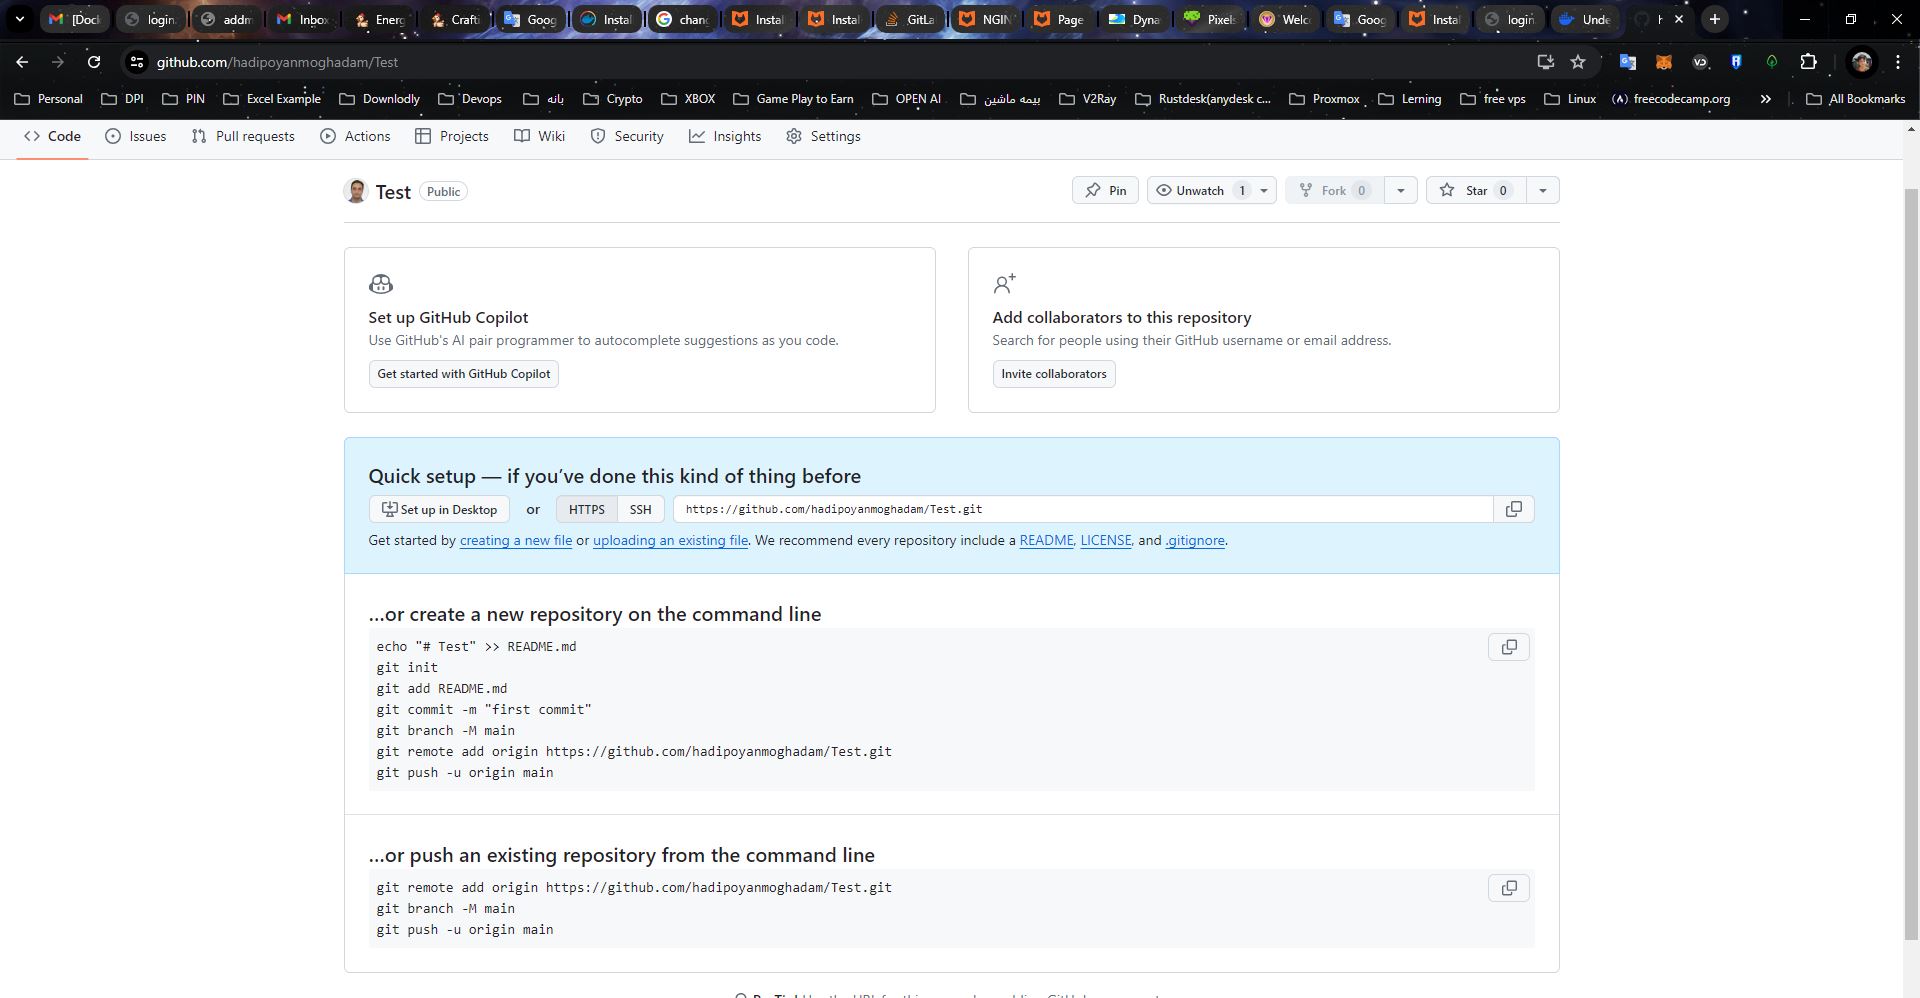 [Dock
login.
addm
Inbox
Energ
Crafti
Goog
Instal
chang
Instal
Instal
GitLa
NGIN
Page
Dyna
Pixels
Welc
Goog
Instal
login.
Unde
github.com/hadipoyanmoghadam/Test
Personal
DPI
PIN
Excel Example
Downlodly
Devops
بانه
Crypto
XBOX
Game Play to Earn
OPEN AI
بیمه ماشین
V2Ray
Rustdesk(anydesk c...
Proxmox
Lerning
free vps
Linux
freecodecamp.org
All Bookmarks
Code
Issues
Pull requests
Actions
Projects
Wiki
Security
Insights
Settings
Test Public
Pin
Unwatch 1
Fork 0
Star 0
Set up GitHub Copilot
Use GitHub's AI pair programmer to autocomplete suggestions as you code.
Get started with GitHub Copilot
Add collaborators to this repository
Search for people using their GitHub username or email address.
Invite collaborators
Quick setup — if you’ve done this kind of thing before
Set up in Desktop or HTTPS SSH https://github.com/hadipoyanmoghadam/Test.git
Get started by creating a new file or uploading an existing file. We recommend every repository include a README, LICENSE, and .gitignore.
…or create a new repository on the command line
echo "# Test" >> README.md
git init
git add README.md
git commit -m "first commit"
git branch -M main
git remote add origin https://github.com/hadipoyanmoghadam/Test.git
git push -u origin main
…or push an existing repository from the command line
git remote add origin https://github.com/hadipoyanmoghadam/Test.git
git branch -M main
git push -u origin main